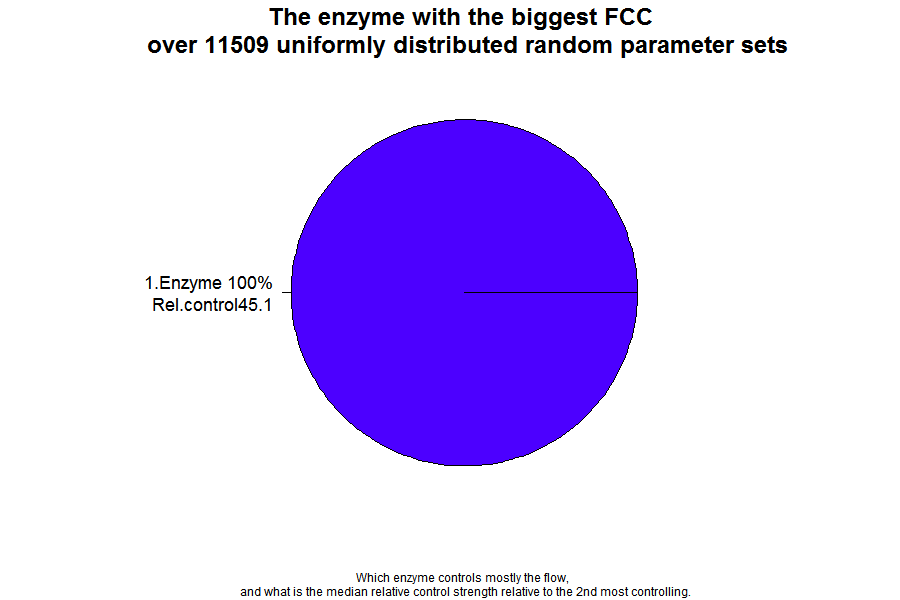 The enzyme with the biggest FCC
over 11509 uniformly distributed random parameter sets
1.Enzyme 100%
Rel.control45.1
Which enzyme controls mostly the flow,
and what is the median relative control strength relative to the 2nd most controlling.